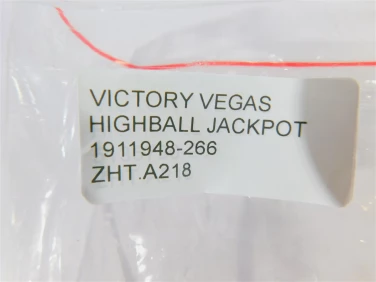 VICTORY VEGAS
HIGHBALL JACKPOT
1911948-266
ZHT.A218